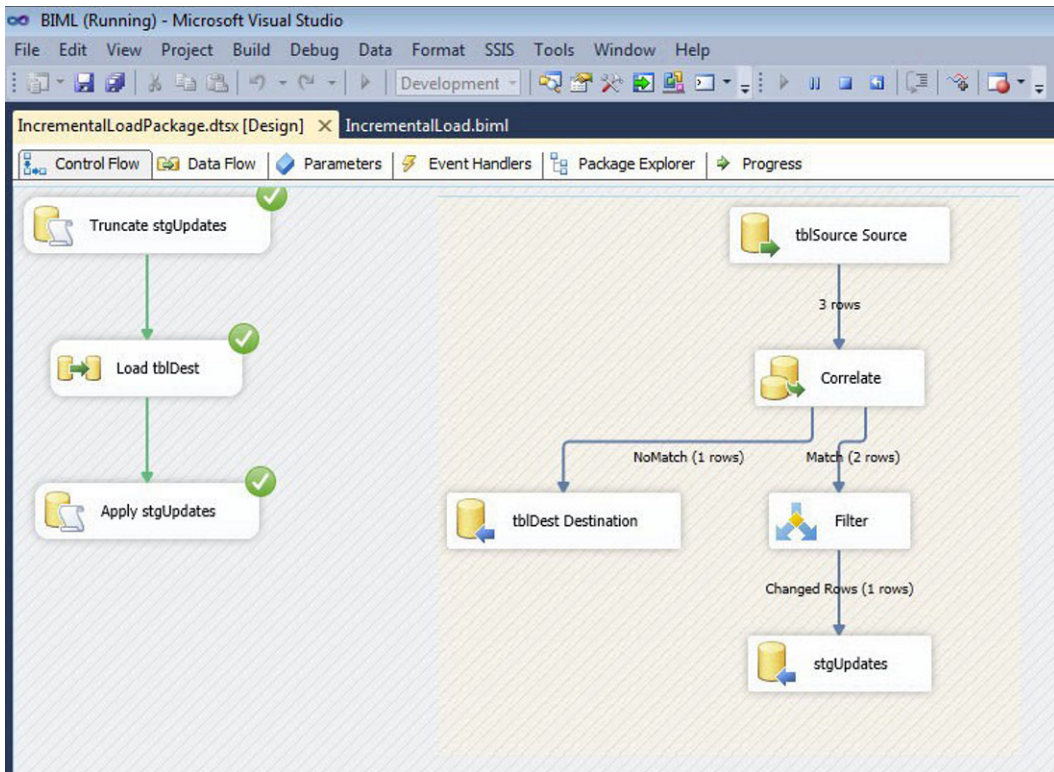 BIML (Running) - Microsoft Visual Studio
File Edit View Project Build Debug Data Format SSIS Tools Window Help
Development
IncrementalLoadPackage.dtsx [Design] IncrementalLoad.biml
Control Flow Data Flow Parameters Event Handlers Package Explorer Progress
Truncate stgUpdates
Load tblDest
Apply stgUpdates
tblSource Source
3 rows
Correlate
NoMatch (1 rows)
Match (2 rows)
tblDest Destination
Filter
Changed Rows (1 rows)
stgUpdates